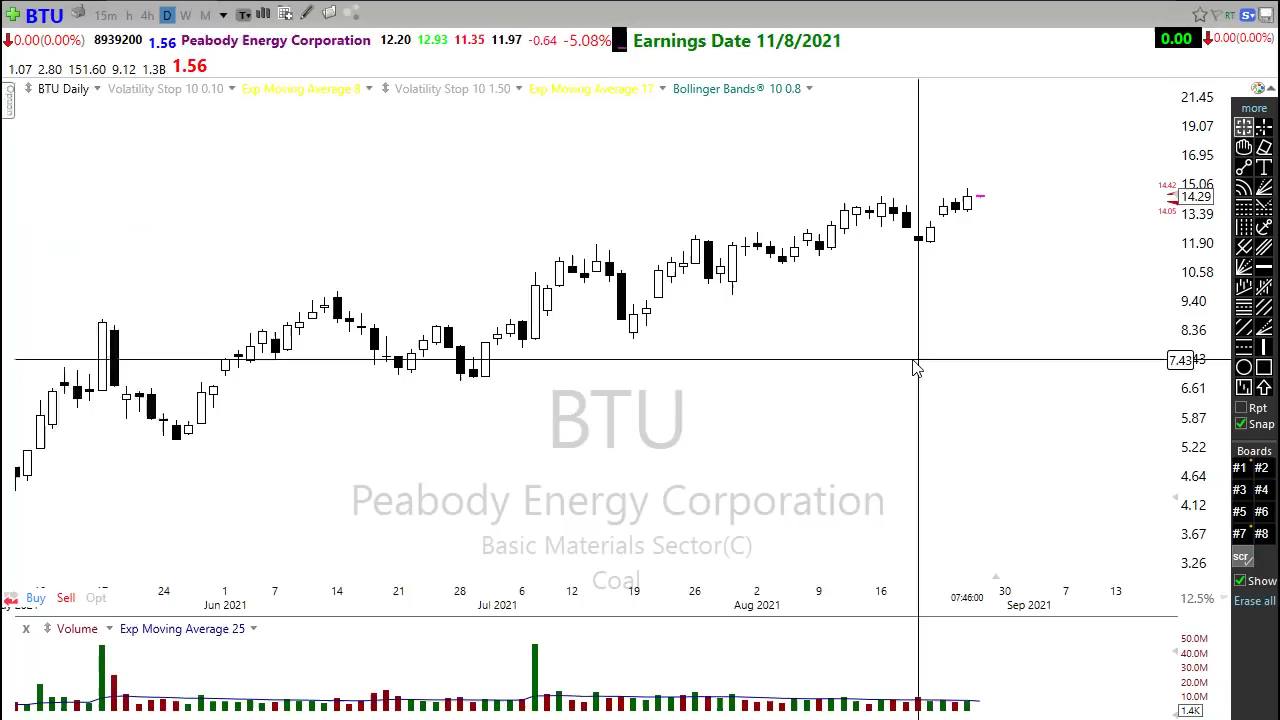 BTU 15m h 4h D W M T RT S
0.00(0.00%) 8939200 1.56 Peabody Energy Corporation 12.20 12.93 11.35 11.97 -0.64 -5.08% Earnings Date 11/8/2021 0.00 0.00(0.00%)
1.07 2.80 151.60 9.12 1.3B 1.56
BTU Daily Volatility Stop 10 0.10 Exp Moving Average 8 Volatility Stop 10 1.50 Exp Moving Average 17 Bollinger Bands® 10 0.8
21.45
more
19.07
16.95
15.06
14.42
14.29
14.05
13.39
11.90
10.58
9.40
8.36
7.43
6.61
Rpt
5.87
Snap
BTU
5.22
Boards
4.64
#1 #2
Peabody Energy Corporation
#3 #4
4.12
#5 #6
3.67
#7 #8
Basic Materials Sector(C)
3.26
scr
Coal
Show
24 1 7 14 21 28 6 12 19 26 2 9 16 07:46:00 30 7 13
Buy Sell Opt
12.5%
Erase all
2021 Jun 2021 Jul 2021 Aug 2021 Sep 2021
X Volume Exp Moving Average 25
50.0M
40.0M
30.0M
20.0M
10.0M
1.4K